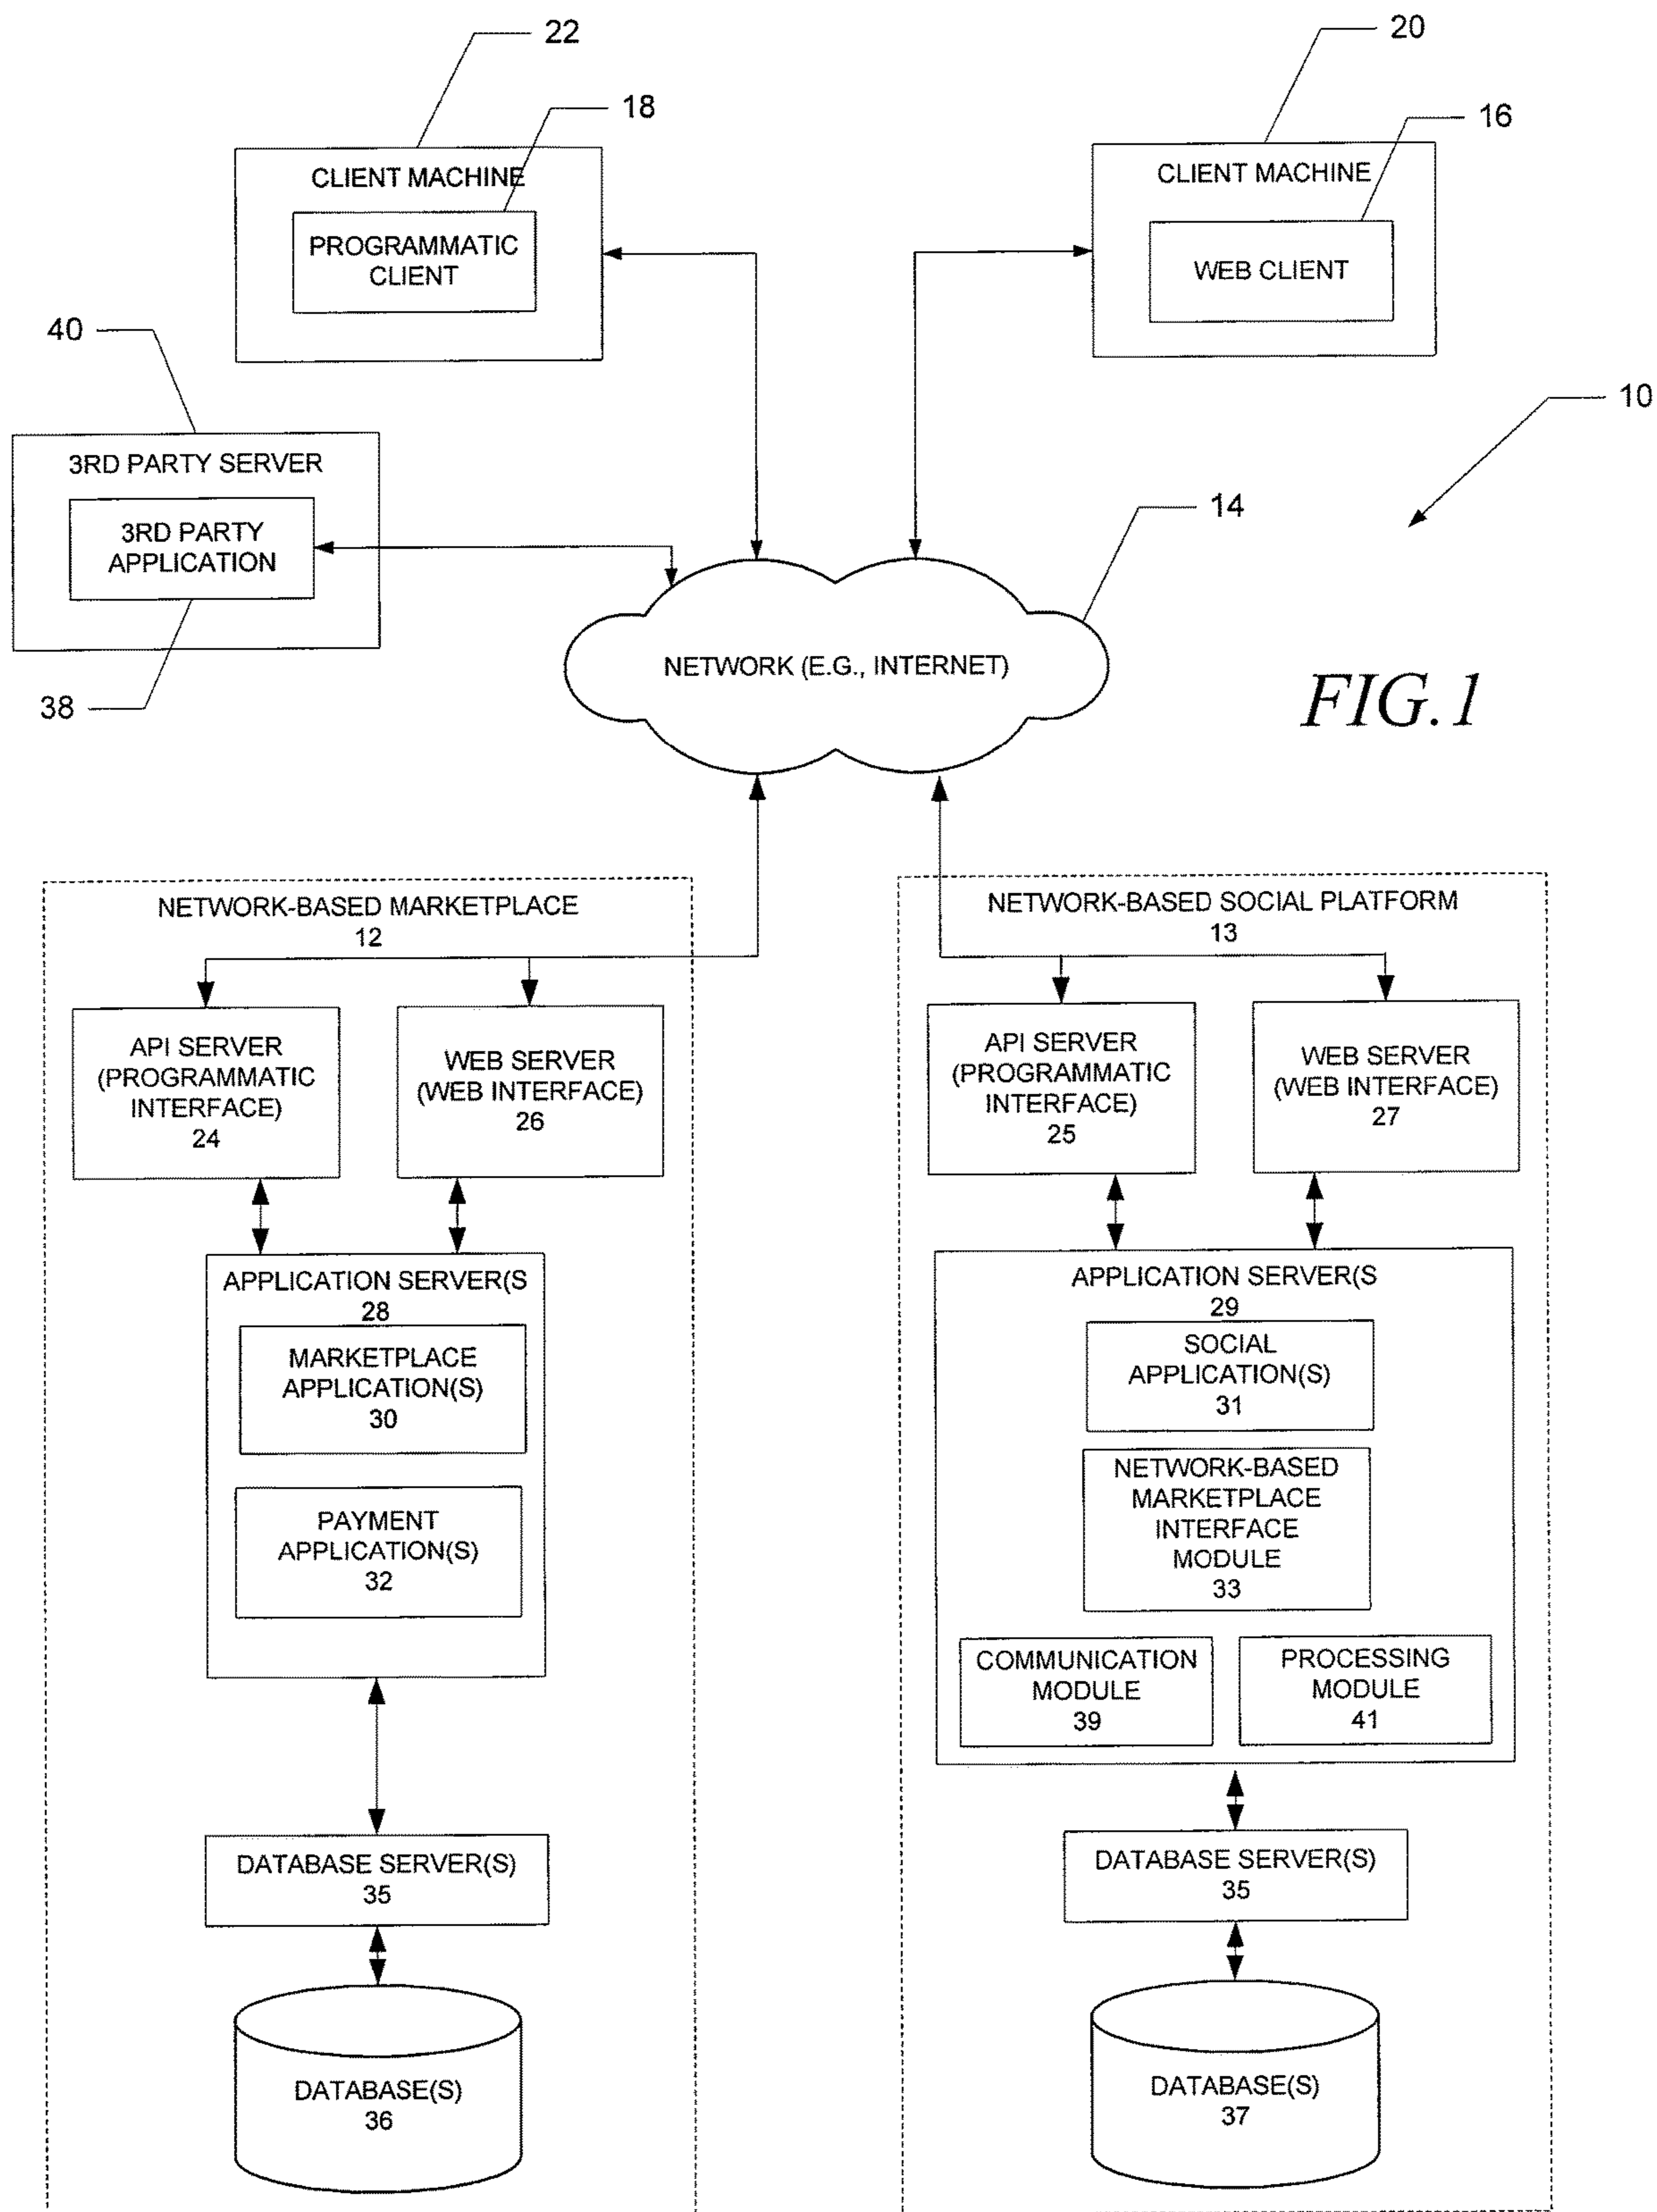 22
20
18
16
CLIENT MACHINE
PROGRAMMATIC
CLIENT
CLIENT MACHINE
WEB CLIENT
40
10
3RD PARTY SERVER
3RD PARTY
APPLICATION
14
38
NETWORK (E.G., INTERNET)
FIG. 1
NETWORK-BASED MARKETPLACE
12
API SERVER
(PROGRAMMATIC
INTERFACE)
24
WEB SERVER
(WEB INTERFACE)
26
APPLICATION SERVER(S
28
MARKETPLACE
APPLICATION(S)
30
PAYMENT
APPLICATION(S)
32
DATABASE SERVER(S)
35
DATABASE(S)
36
NETWORK-BASED SOCIAL PLATFORM
13
API SERVER
(PROGRAMMATIC
INTERFACE)
25
WEB SERVER
(WEB INTERFACE)
27
APPLICATION SERVER(S
29
SOCIAL
APPLICATION(S)
31
NETWORK-BASED
MARKETPLACE
INTERFACE
MODULE
33
COMMUNICATION
MODULE
39
PROCESSING
MODULE
41
DATABASE SERVER(S)
35
DATABASE(S)
37